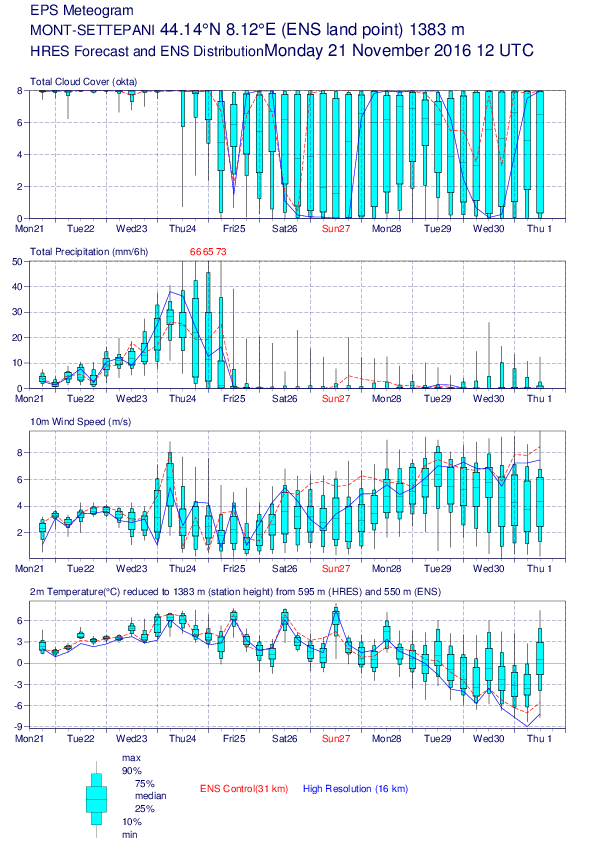 EPS Meteogram
MONT-SETTEPANI 44.14°N 8.12°E (ENS land point) 1383 m
HRES Forecast and ENS DistributionMonday 21 November 2016 12 UTC
Total Cloud Cover (okta)
8
6
4
2
0
Mon21 Tue22 Wed23 Thu24 Fri25 Sat26 Sun27 Mon28 Tue29 Wed30 Thu 1
Total Precipitation (mm/6h) 66 65 73
50
40
30
20
10
0
Mon21 Tue22 Wed23 Thu24 Fri25 Sat26 Sun27 Mon28 Tue29 Wed30 Thu 1
10m Wind Speed (m/s)
8
6
4
2
Mon21 Tue22 Wed23 Thu24 Fri25 Sat26 Sun27 Mon28 Tue29 Wed30 Thu 1
2m Temperature(°C) reduced to 1383 m (station height) from 595 m (HRES) and 550 m (ENS)
6
3
0
-3
-6
-9
Mon21 Tue22 Wed23 Thu24 Fri25 Sat26 Sun27 Mon28 Tue29 Wed30 Thu 1
max
90%
75%
median
25%
10%
min
ENS Control(31 km) High Resolution (16 km)